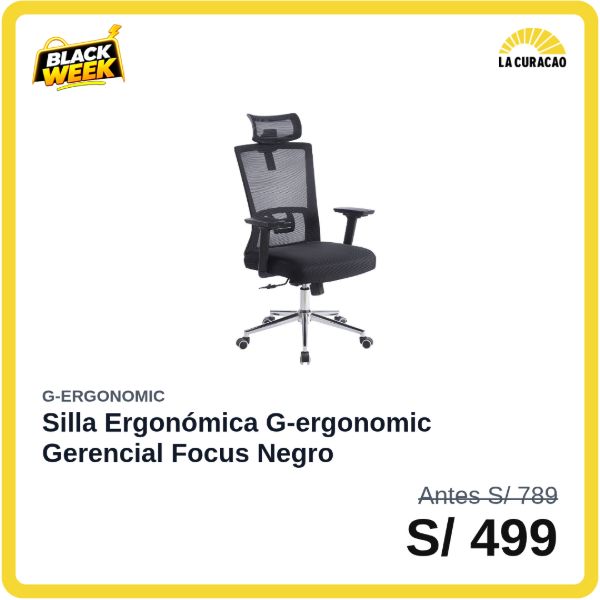 BLACK
WEEK
LA CURACAO
G-ERGONOMIC
Silla Ergonómica G-ergonomic
Gerencial Focus Negro
Antes S/ 789
S/ 499